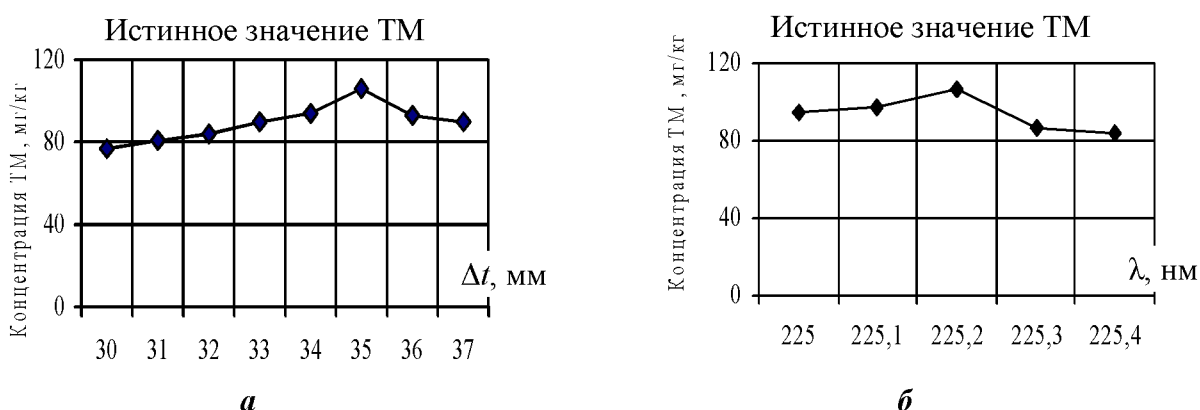 Истинное значение ТМ
Концентрация ТМ, мг/кг
120
80
40
0
Δt, мм
30 31 32 33 34 35 36 37
а
Истинное значение ТМ
Концентрация ТМ, мг/кг
120
80
40
0
λ, нм
225 225,1 225,2 225,3 225,4
б